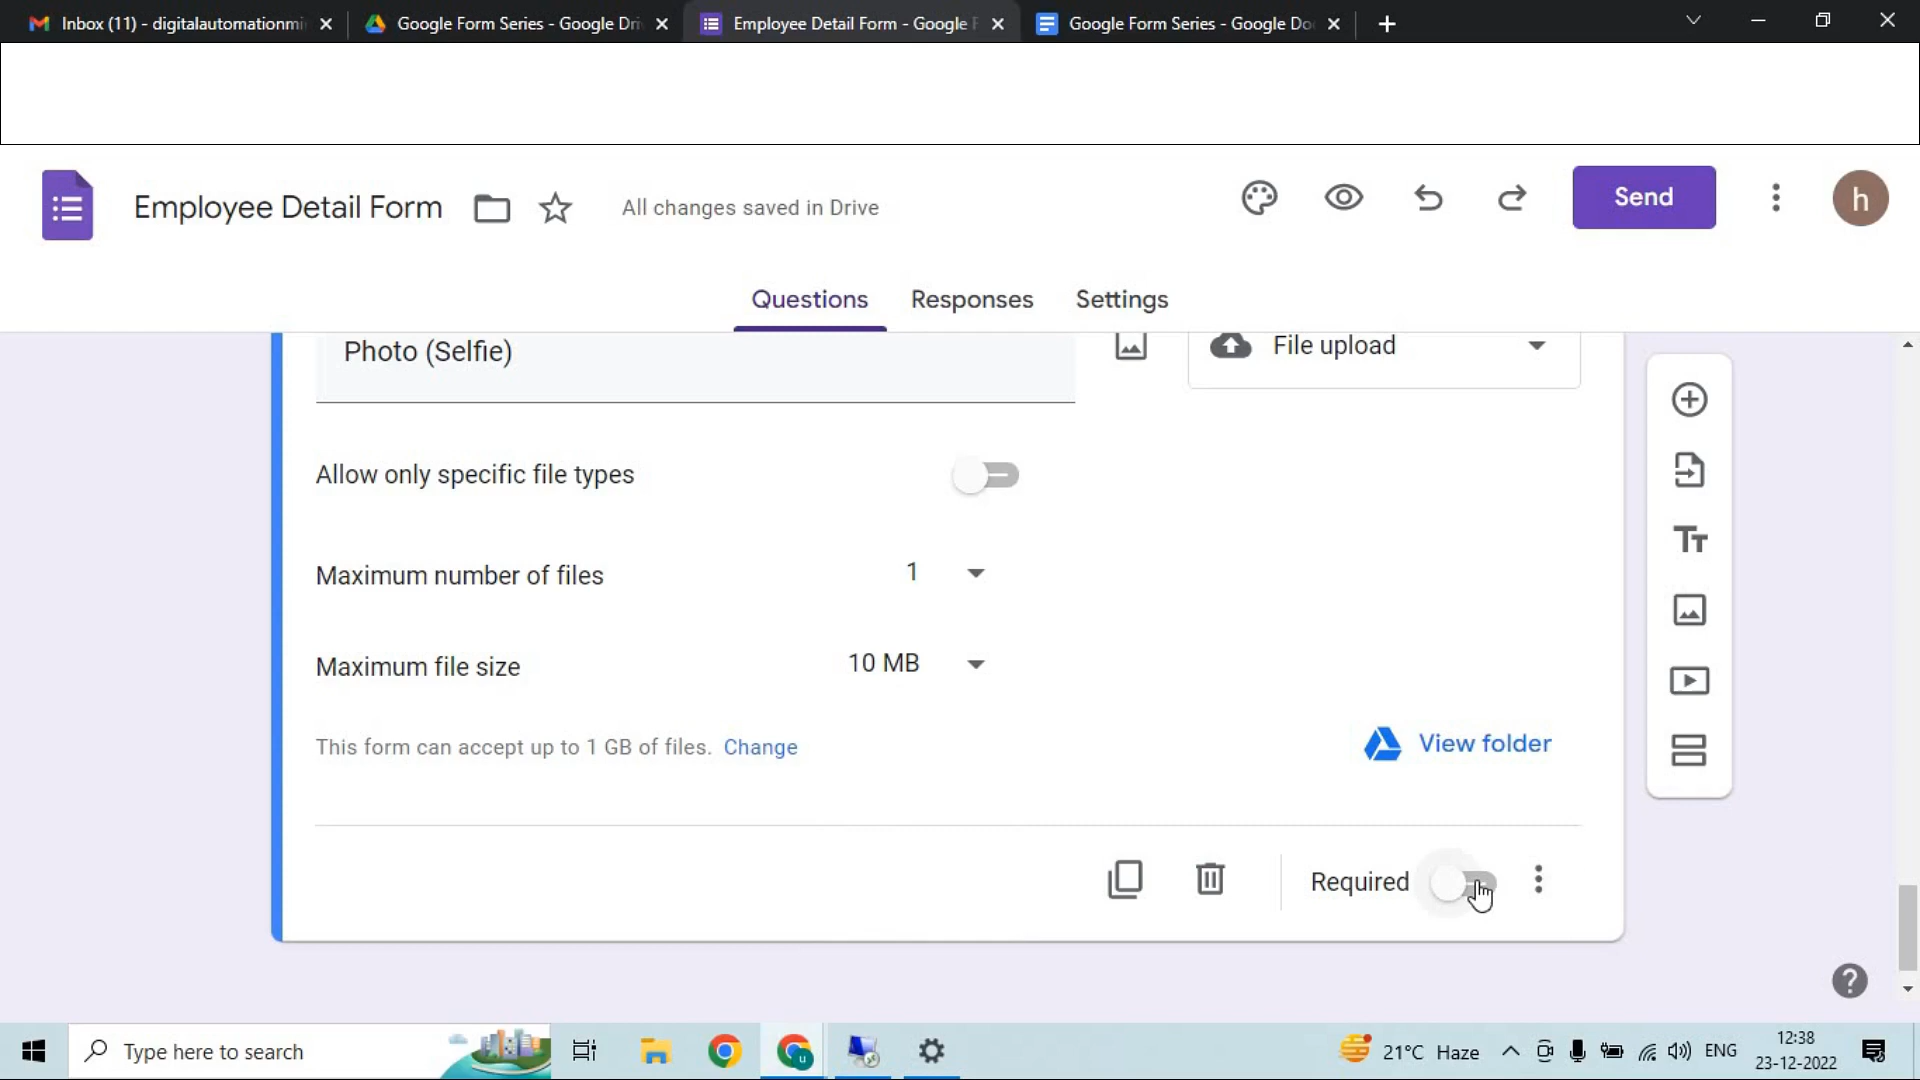 Inbox (11) - digitalautomationmi
Google Form Series - Google Dri
Employee Detail Form - Google F
Google Form Series - Google Do
Employee Detail Form
All changes saved in Drive
Send
h
Questions
Responses
Settings
Photo (Selfie)
File upload
Tт
Allow only specific file types
Maximum number of files
1
Maximum file size
10 MB
This form can accept up to 1 GB of files. Change
View folder
Required
Type here to search
21°C Haze
ENG
12:38
23-12-2022